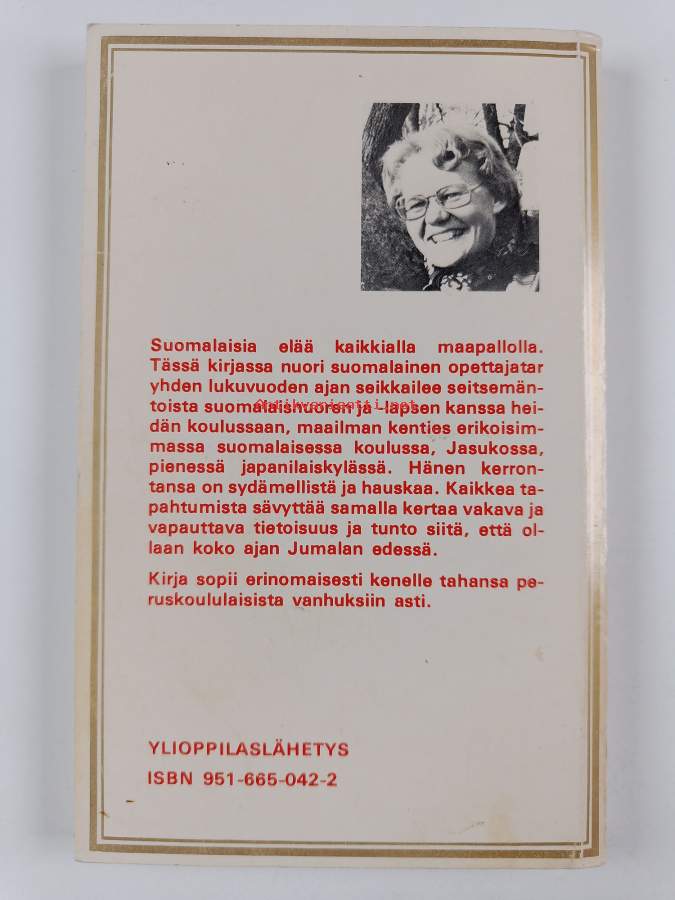 Suomalaisia elää kaikkialla maapallolla.
Tässä kirjassa nuori suomalainen opettajatar
yhden lukuvuoden ajan seikkailee seitsemän-
toista suomalaisnuoren ja -lapsen kanssa hei-
Antikvariaatti.net
dän koulussaan, maailman kenties erikoisim-
massa suomalaisessa koulussa, Jasukossa,
pienessä japanilaiskylässä. Hänen kerron-
tansa on sydämellistä ja hauskaa. Kaikkea ta-
pahtumista sävyttää samalla kertaa vakava ja
vapauttava tietoisuus ja tunto siitä, että ol-
laan koko ajan Jumalan edessä.
Kirja sopii erinomaisesti kenelle tahansa pe-
ruskoululaisista vanhuksiin asti.
YLIOPPILASLÄHETYS
ISBN 951-665-042-2